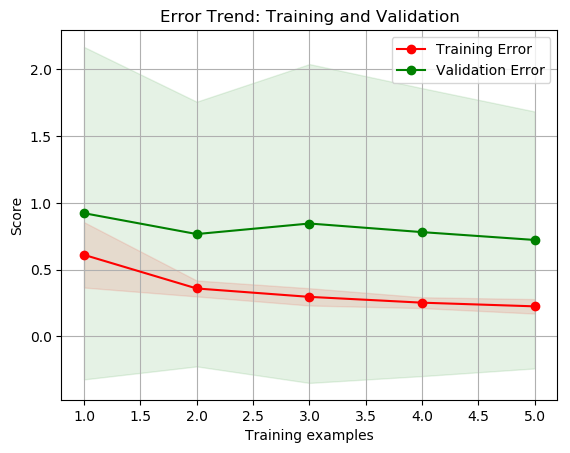 Error Trend: Training and Validation
Training Error
Validation Error
2.0
1.5
1.0
0.5
0.0
Score
1.0 1.5 2.0 2.5 3.0 3.5 4.0 4.5 5.0
Training examples